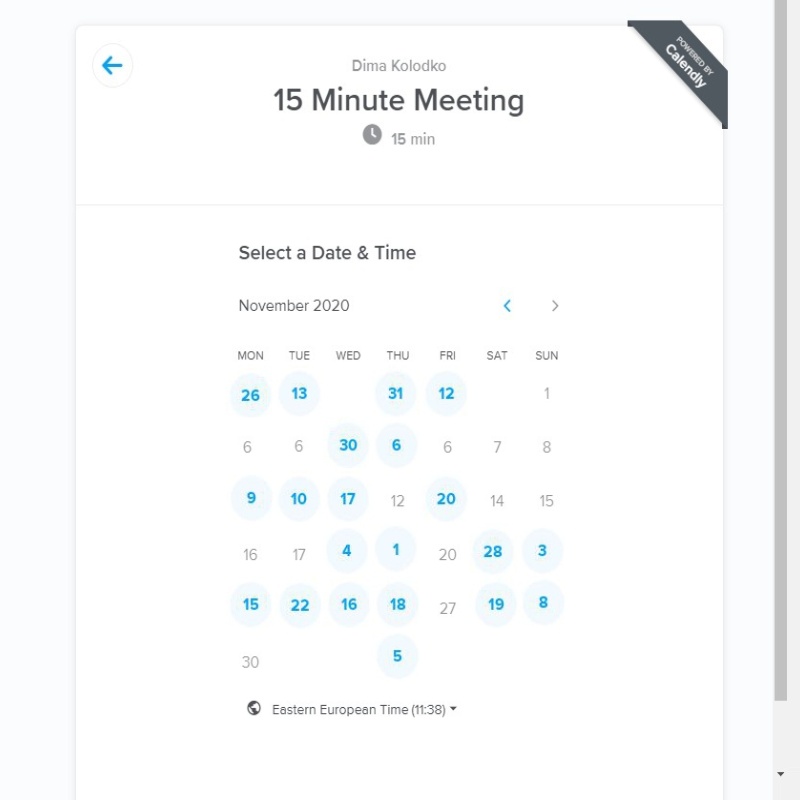 POWERED BY
Calendly
Dima Kolodko
15 Minute Meeting
15 min
Select a Date & Time
November 2020
MON TUE WED THU FRI SAT SUN
26 13 31 12 1
6 6 30 6 6 7 8
9 10 17 12 20 14 15
16 17 4 1 20 28 3
15 22 16 18 27 19 8
30 5
Eastern European Time (11:38)